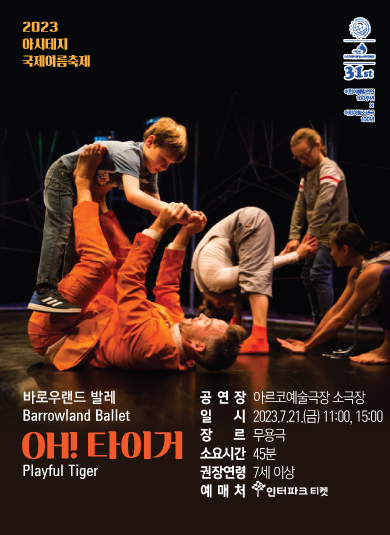 2023
아시테지
국제여름축제
31st
바로우랜드 발레
Barrowland Ballet
OH! 타이거
Playful Tiger
공 연 장 아르코예술극장 소극장
일 시 2023.7.21.(금) 11:00, 15:00
장 르 무용극
소요시간 45분
권장연령 7세 이상
예 매 처 인터파크 티켓